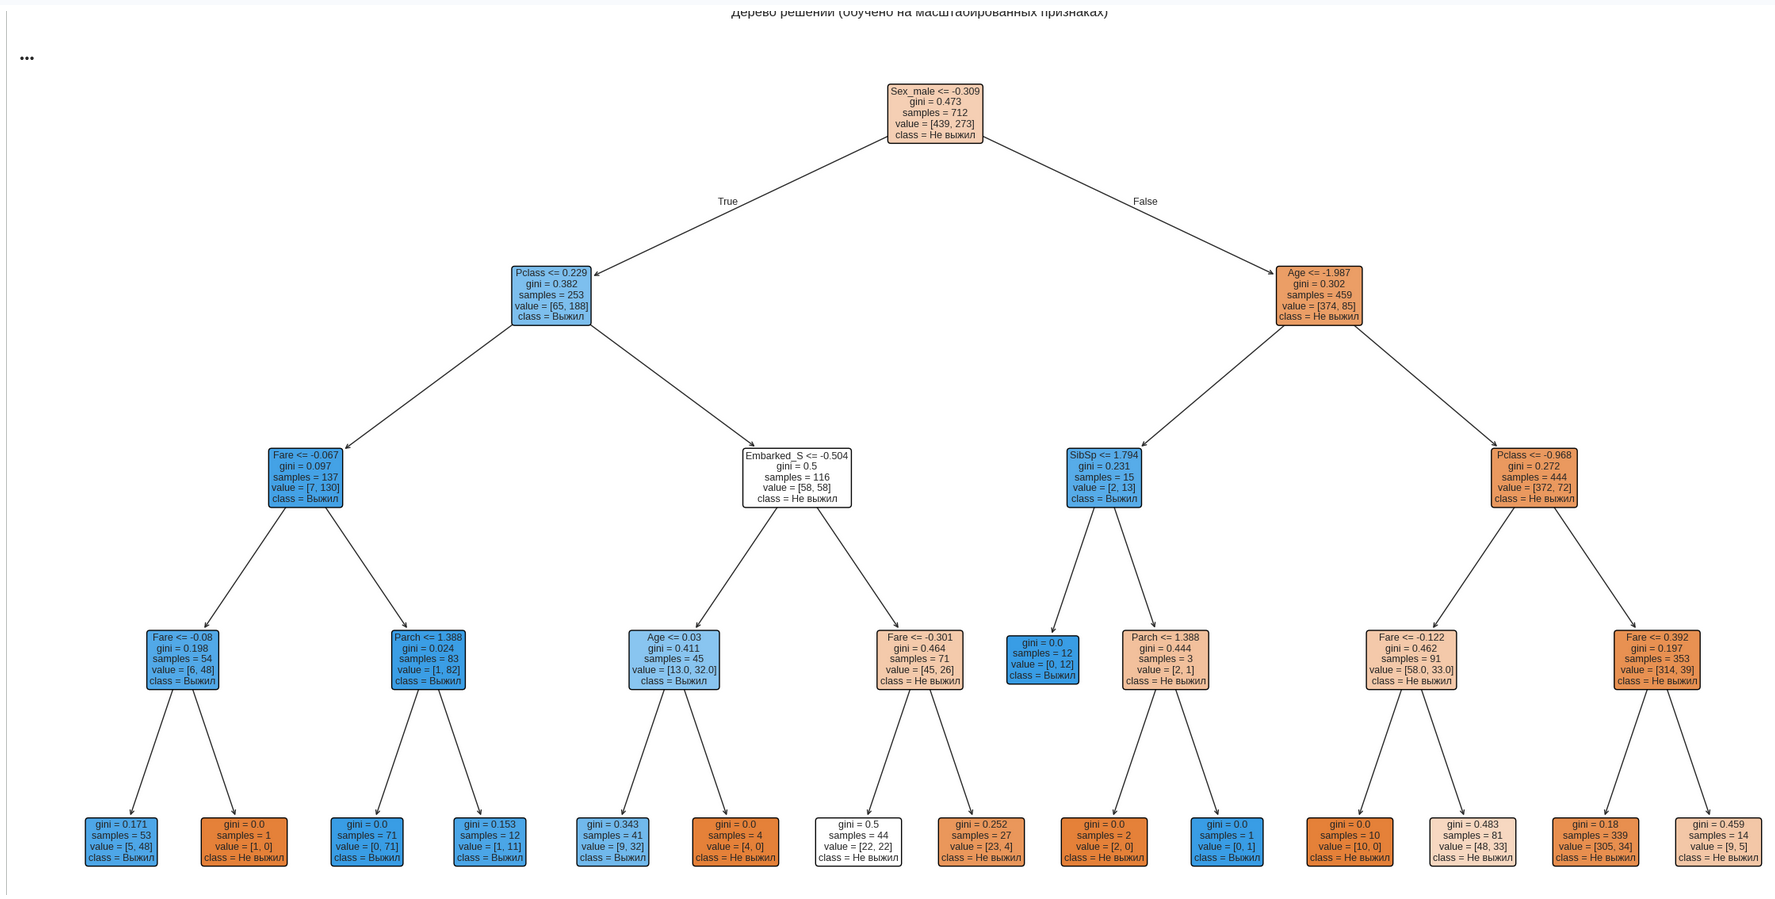 Дерево решений (обучено на масштабированных признаках)
...
Sex_male <= -0.309
gini = 0.473
samples = 712
value = [439, 273]
class = Не выжил
True
False
Pclass <= 0.229
gini = 0.382
samples = 253
value = [65, 188]
class = Выжил
Age <= -1.987
gini = 0.302
samples = 459
value = [374, 85]
class = Не выжил
Fare <= -0.067
gini = 0.097
samples = 137
value = [7, 130]
class = Выжил
Embarked_S <= -0.504
gini = 0.5
samples = 116
value = [58, 58]
class = Не выжил
SibSp <= 1.794
gini = 0.231
samples = 15
value = [2, 13]
class = Выжил
Pclass <= -0.968
gini = 0.272
samples = 444
value = [372, 72]
class = Не выжил
Fare <= -0.08
gini = 0.198
samples = 54
value = [6, 48]
class = Выжил
Parch <= 1.388
gini = 0.024
samples = 83
value = [1, 82]
class = Выжил
Age <= 0.03
gini = 0.411
samples = 45
value = [13.0, 32.0]
class = Выжил
Fare <= -0.301
gini = 0.464
samples = 71
value = [45, 26]
class = Не выжил
gini = 0.0
samples = 12
value = [0, 12]
class = Выжил
Parch <= 1.388
gini = 0.444
samples = 3
value = [2, 1]
class = Не выжил
Fare <= -0.122
gini = 0.462
samples = 91
value = [58.0, 33.0]
class = Не выжил
Fare <= 0.392
gini = 0.197
samples = 353
value = [314, 39]
class = Не выжил
gini = 0.171
samples = 53
value = [5, 48]
class = Выжил
gini = 0.0
samples = 1
value = [1, 0]
class = Не выжил
gini = 0.0
samples = 71
value = [0, 71]
class = Выжил
gini = 0.153
samples = 12
value = [1, 11]
class = Выжил
gini = 0.343
samples = 41
value = [9, 32]
class = Выжил
gini = 0.0
samples = 4
value = [4, 0]
class = Не выжил
gini = 0.5
samples = 44
value = [22, 22]
class = Не выжил
gini = 0.252
samples = 27
value = [23, 4]
class = Не выжил
gini = 0.0
samples = 2
value = [2, 0]
class = Не выжил
gini = 0.0
samples = 1
value = [0, 1]
class = Выжил
gini = 0.0
samples = 10
value = [10, 0]
class = Не выжил
gini = 0.483
samples = 81
value = [48, 33]
class = Не выжил
gini = 0.18
samples = 339
value = [305, 34]
class = Не выжил
gini = 0.459
samples = 14
value = [9, 5]
class = Не выжил